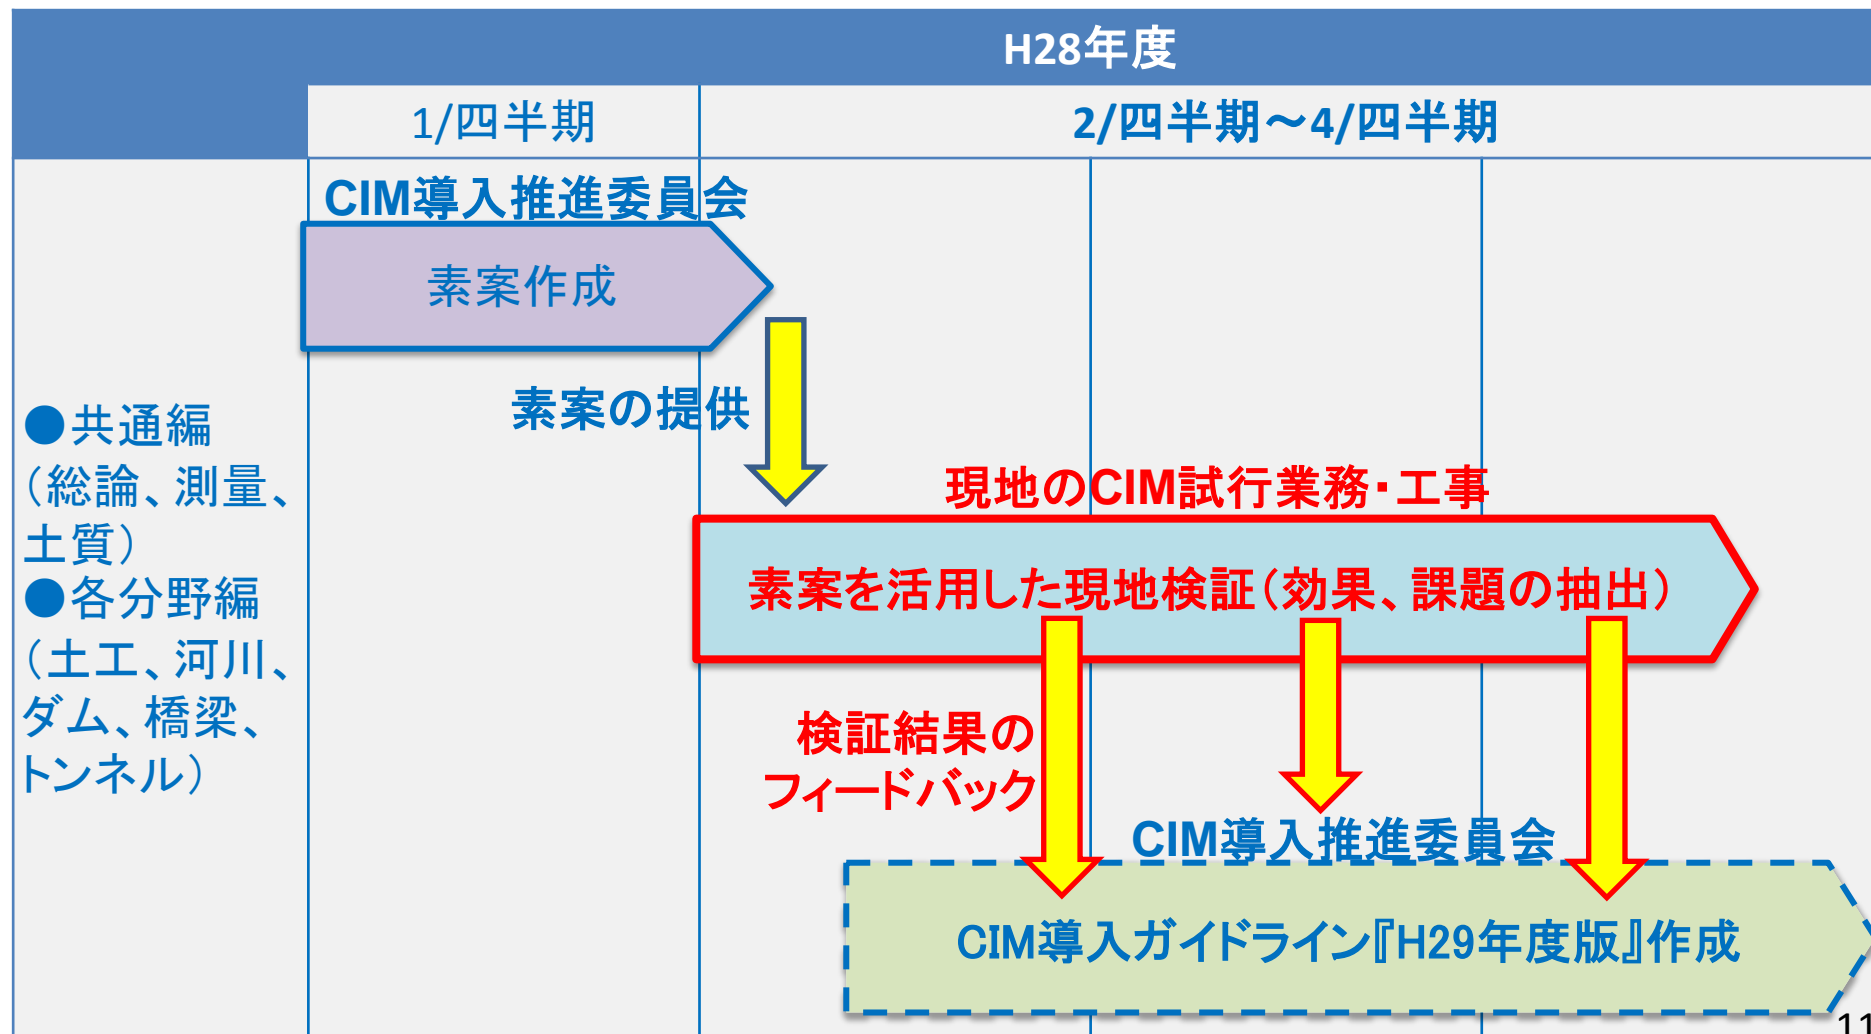 H28年度
1/四半期
2/四半期～4/四半期
CIM導入推進委員会
素案作成
素案の提供
●共通編
（総論、測量、
土質）
●各分野編
（土工、河川、
ダム、橋梁、
トンネル）
現地のCIM試行業務・工事
素案を活用した現地検証（効果、課題の抽出）
検証結果の
フィードバック
CIM導入推進委員会
CIM導入ガイドライン『H29年度版』作成
11